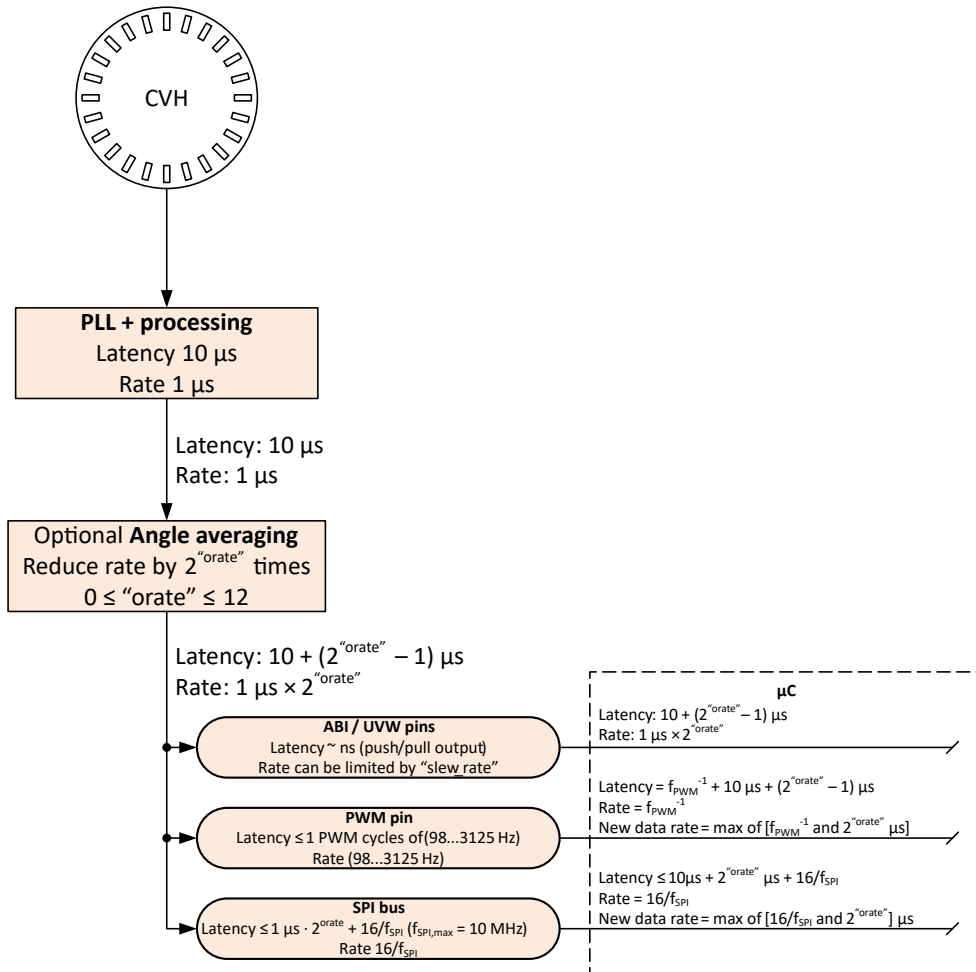 CVH
PLL + processing
Latency 10 µs
Rate 1 µs
Latency: 10 µs
Rate: 1 µs
Optional Angle averaging
Reduce rate by 2^“orate” times
0 ≤ “orate” ≤ 12
Latency: 10 + (2^“orate” – 1) µs
Rate: 1 µs × 2^“orate”
ABI / UVW pins
Latency ~ ns (push/pull output)
Rate can be limited by “slew_rate”
PWM pin
Latency ≤ 1 PWM cycles of(98...3125 Hz)
Rate (98...3125 Hz)
SPI bus
Latency ≤ 1 µs · 2^orate + 16/f_SPI (f_SPI,max = 10 MHz)
Rate 16/f_SPI
µC
Latency: 10 + (2^“orate” – 1) µs
Rate: 1 µs × 2^“orate”
Latency = f_PWM^-1 + 10 µs + (2^“orate” – 1) µs
Rate = f_PWM^-1
New data rate = max of [f_PWM^-1 and 2^“orate” µs]
Latency ≤ 10µs + 2^“orate” µs + 16/f_SPI
Rate = 16/f_SPI
New data rate = max of [16/f_SPI and 2^“orate”] µs